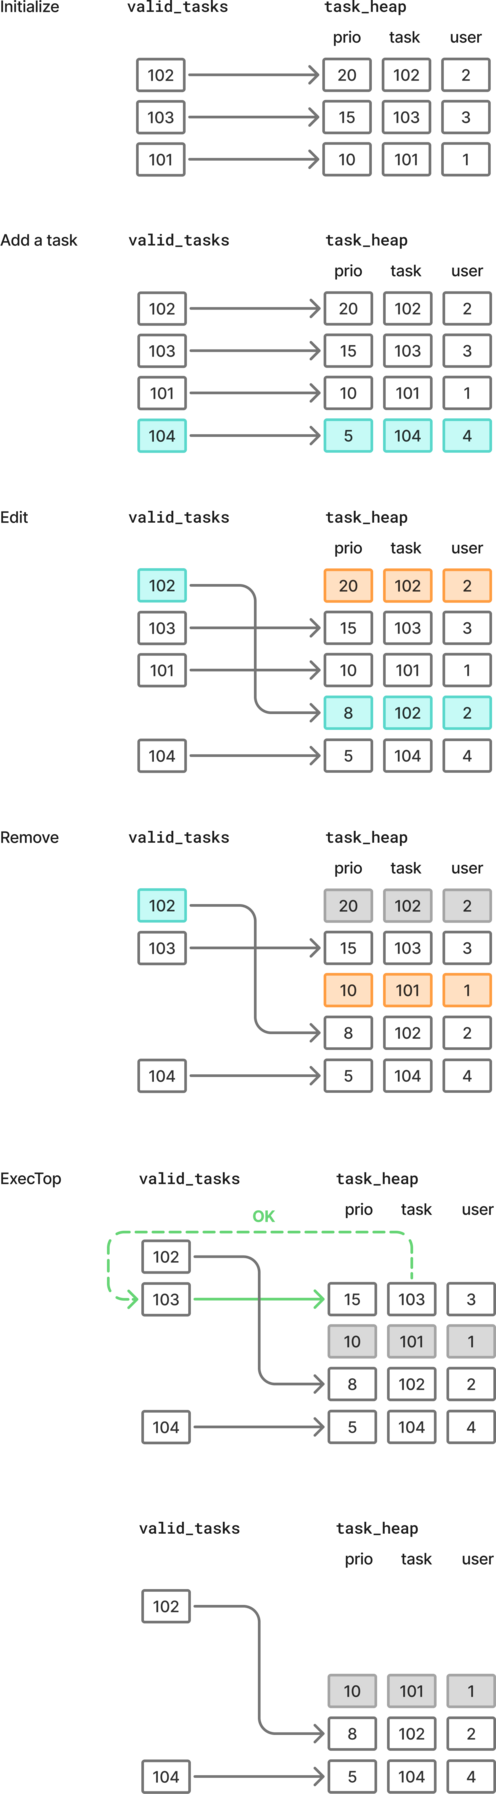 Initialize valid_tasks task_heap
prio task user
102 20 102 2
103 15 103 3
101 10 101 1
Add a task valid_tasks task_heap
prio task user
102 20 102 2
103 15 103 3
101 10 101 1
104 5 104 4
Edit valid_tasks task_heap
prio task user
102 20 102 2
103 15 103 3
101 10 101 1
8 102 2
104 5 104 4
Remove valid_tasks task_heap
prio task user
102 20 102 2
103 15 103 3
10 101 1
8 102 2
104 5 104 4
ExecTop valid_tasks task_heap
prio task user
OK
102
103 15 103 3
10 101 1
8 102 2
104 5 104 4
valid_tasks task_heap
prio task user
102
10 101 1
8 102 2
104 5 104 4